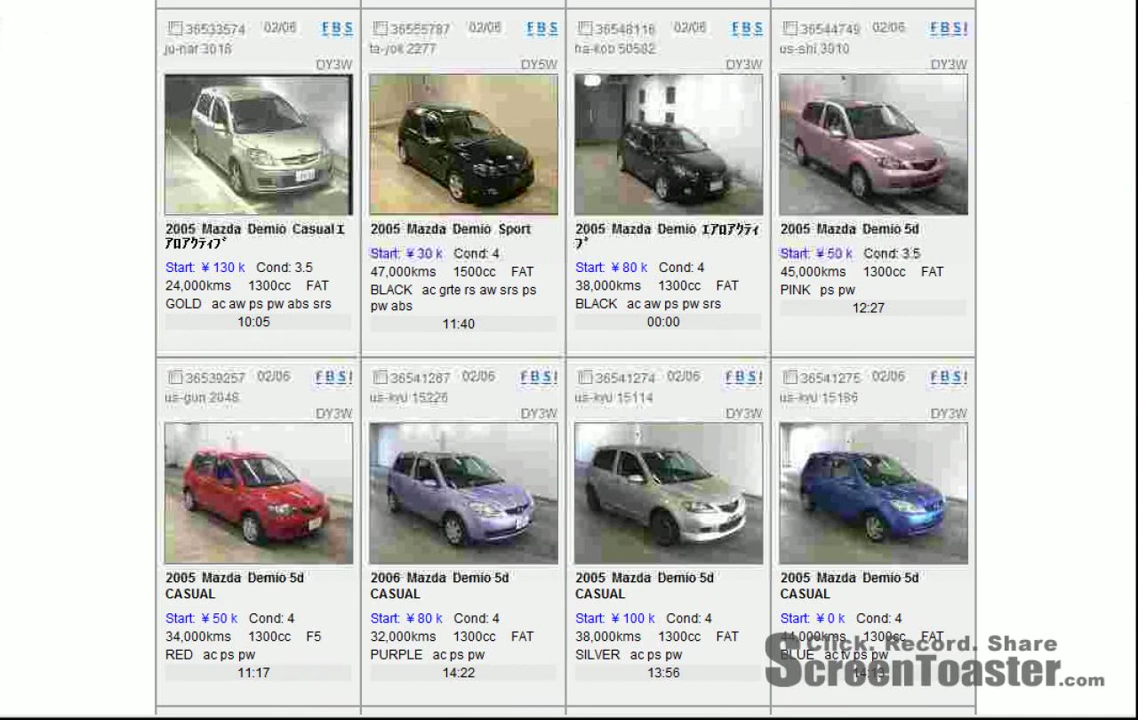 36533574 02/06 F B S
ju-nar 3018
DY3W
2005 Mazda Demio Casualエ
アロアクティブ
Start: ¥ 130 k Cond: 3.5
24,000kms 1300cc FAT
GOLD ac aw ps pw abs srs
10:05
36555787 02/06 F B S
ta-yok 2277
DY5W
2005 Mazda Demio Sport
Start: ¥ 30 k Cond: 4
47,000kms 1500cc FAT
BLACK ac grte rs aw srs ps
pw abs
11:40
36548116 02/06 F B S
ha-kob 50582
DY3W
2005 Mazda Demio エアロアクティ
ブ
Start: ¥ 80 k Cond: 4
38,000kms 1300cc FAT
BLACK ac aw ps pw srs
00:00
36544749 02/06 F B S !
us-shi 3910
DY3W
2005 Mazda Demio 5d
Start: ¥ 50 k Cond: 3.5
45,000kms 1300cc FAT
PINK ps pw
12:27
36539257 02/06 F B S !
us-gun 2048
DY3W
2005 Mazda Demio 5d
CASUAL
Start: ¥ 50 k Cond: 4
34,000kms 1300cc F5
RED ac ps pw
11:17
36541267 02/06 F B S !
us-kyu 15226
DY3W
2006 Mazda Demio 5d
CASUAL
Start: ¥ 80 k Cond: 4
32,000kms 1300cc FAT
PURPLE ac ps pw
14:22
36541274 02/06 F B S !
us-kyu 15114
DY3W
2005 Mazda Demio 5d
CASUAL
Start: ¥ 100 k Cond: 4
38,000kms 1300cc FAT
SILVER ac ps pw
13:56
36541275 02/06 F B S !
us-kyu 15186
DY3W
2005 Mazda Demio 5d
CASUAL
Start: ¥ 0 k Cond: 4
44,000kms 1300cc FAT
BLUE ac tv ps pw
Click. Record. Share
ScreenToaster.com